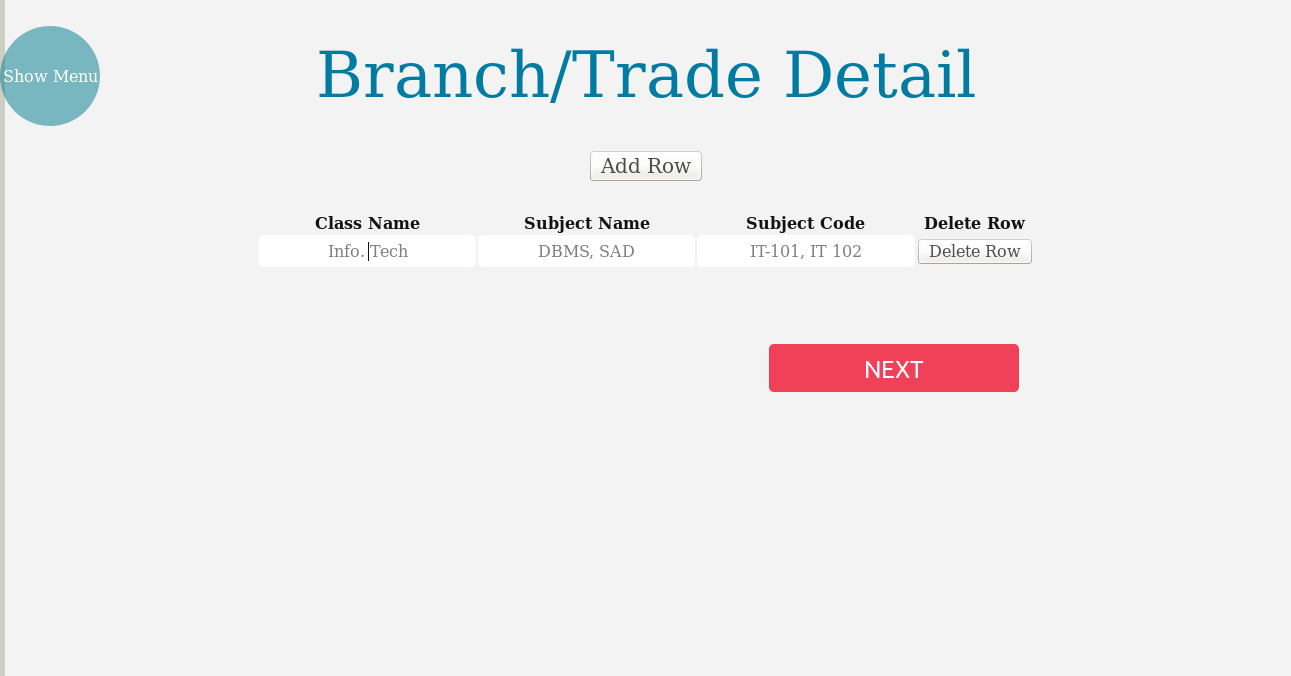 Show Menu
Branch/Trade Detail
Add Row
Class Name Subject Name Subject Code Delete Row
Info. Tech DBMS, SAD IT-101, IT 102 Delete Row
NEXT